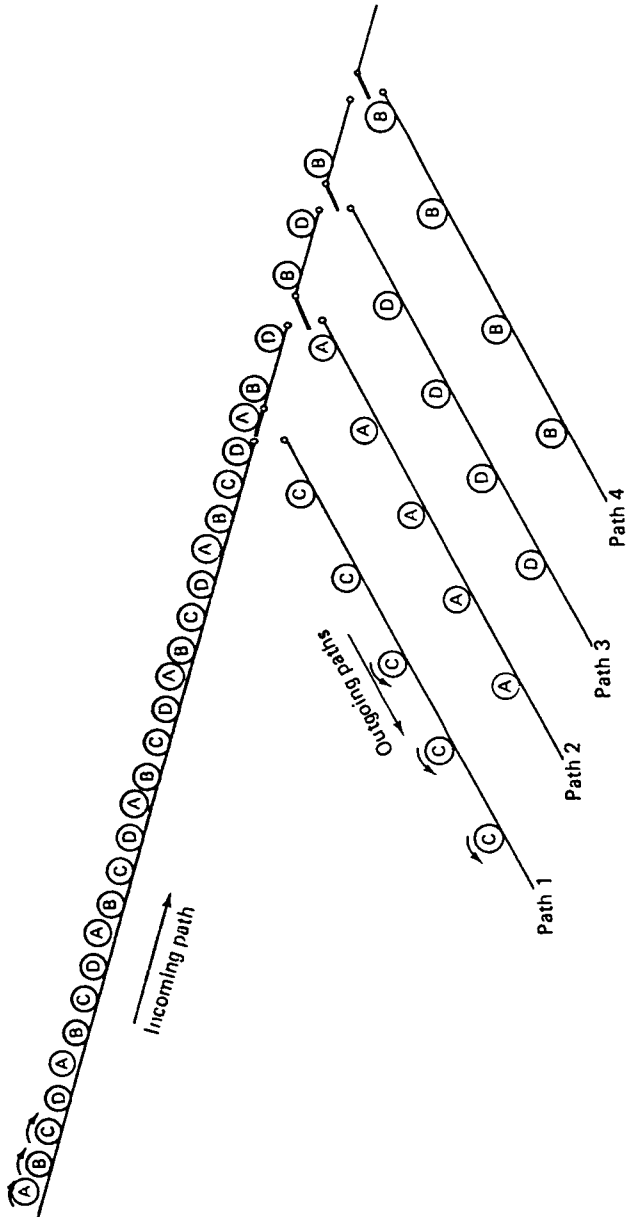 A B C D A B C D A B C D A B C D A B C D A B C D A B D B D B
Incoming path
Outgoing paths
C C C C C
Path 1
A A A A A
Path 2
D D D D
Path 3
B B B B
Path 4